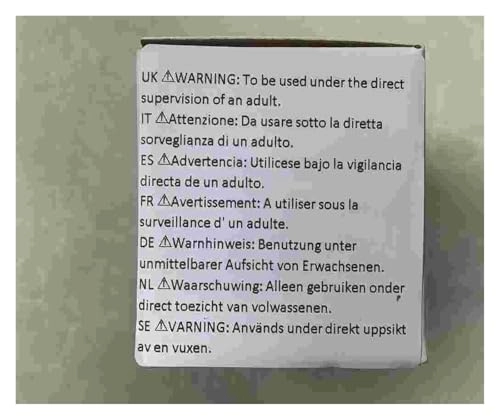 UK ⚠WARNING: To be used under the direct
supervision of an adult.
IT ⚠Attenzione: Da usare sotto la diretta
sorveglianza di un adulto.
ES ⚠Advertencia: Utilicese bajo la vigilancia
directa de un adulto.
FR ⚠Avertissement: A utiliser sous la
surveillance d' un adulte.
DE ⚠Warnhinweis: Benutzung unter
unmittelbarer Aufsicht von Erwachsenen.
NL ⚠Waarschuwing: Alleen gebruiken onder
direct toezicht van volwassenen.
SE ⚠VARNING: Används under direkt uppsikt
av en vuxen.